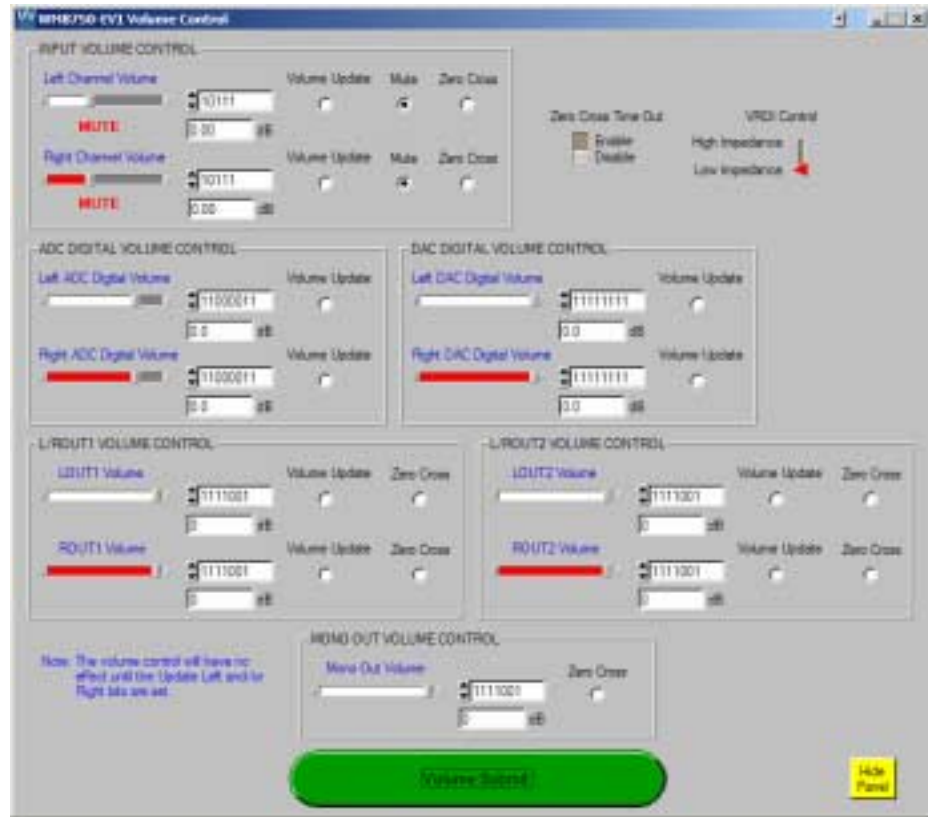 WM8750-EV1 Volume Control
INPUT VOLUME CONTROL
Left Channel Volume
10111
Volume Update
Mute
Zero Cross
MUTE
0.00
dB
Right Channel Volume
10111
Volume Update
Mute
Zero Cross
MUTE
0.00
dB
Zero Cross Time Out
Enable
Disable
VROI Control
High Impedance
Low Impedance
ADC DIGITAL VOLUME CONTROL
Left ADC Digital Volume
11000011
Volume Update
0.0
dB
Right ADC Digital Volume
11000011
Volume Update
0.0
dB
DAC DIGITAL VOLUME CONTROL
Left DAC Digital Volume
11111111
Volume Update
0.0
dB
Right DAC Digital Volume
11111111
Volume Update
0.0
dB
L/ROUT1 VOLUME CONTROL
LOUT1 Volume
1111001
Volume Update
Zero Cross
0
dB
ROUT1 Volume
1111001
Volume Update
Zero Cross
0
dB
L/ROUT2 VOLUME CONTROL
LOUT2 Volume
1111001
Volume Update
Zero Cross
0
dB
ROUT2 Volume
1111001
Volume Update
Zero Cross
0
dB
Note: The volume control will have no
effect until the Update Left and/or
Right bits are set.
MONO OUT VOLUME CONTROL
Mono Out Volume
1111001
Zero Cross
0
dB
Volume Submit
Hide
Panel